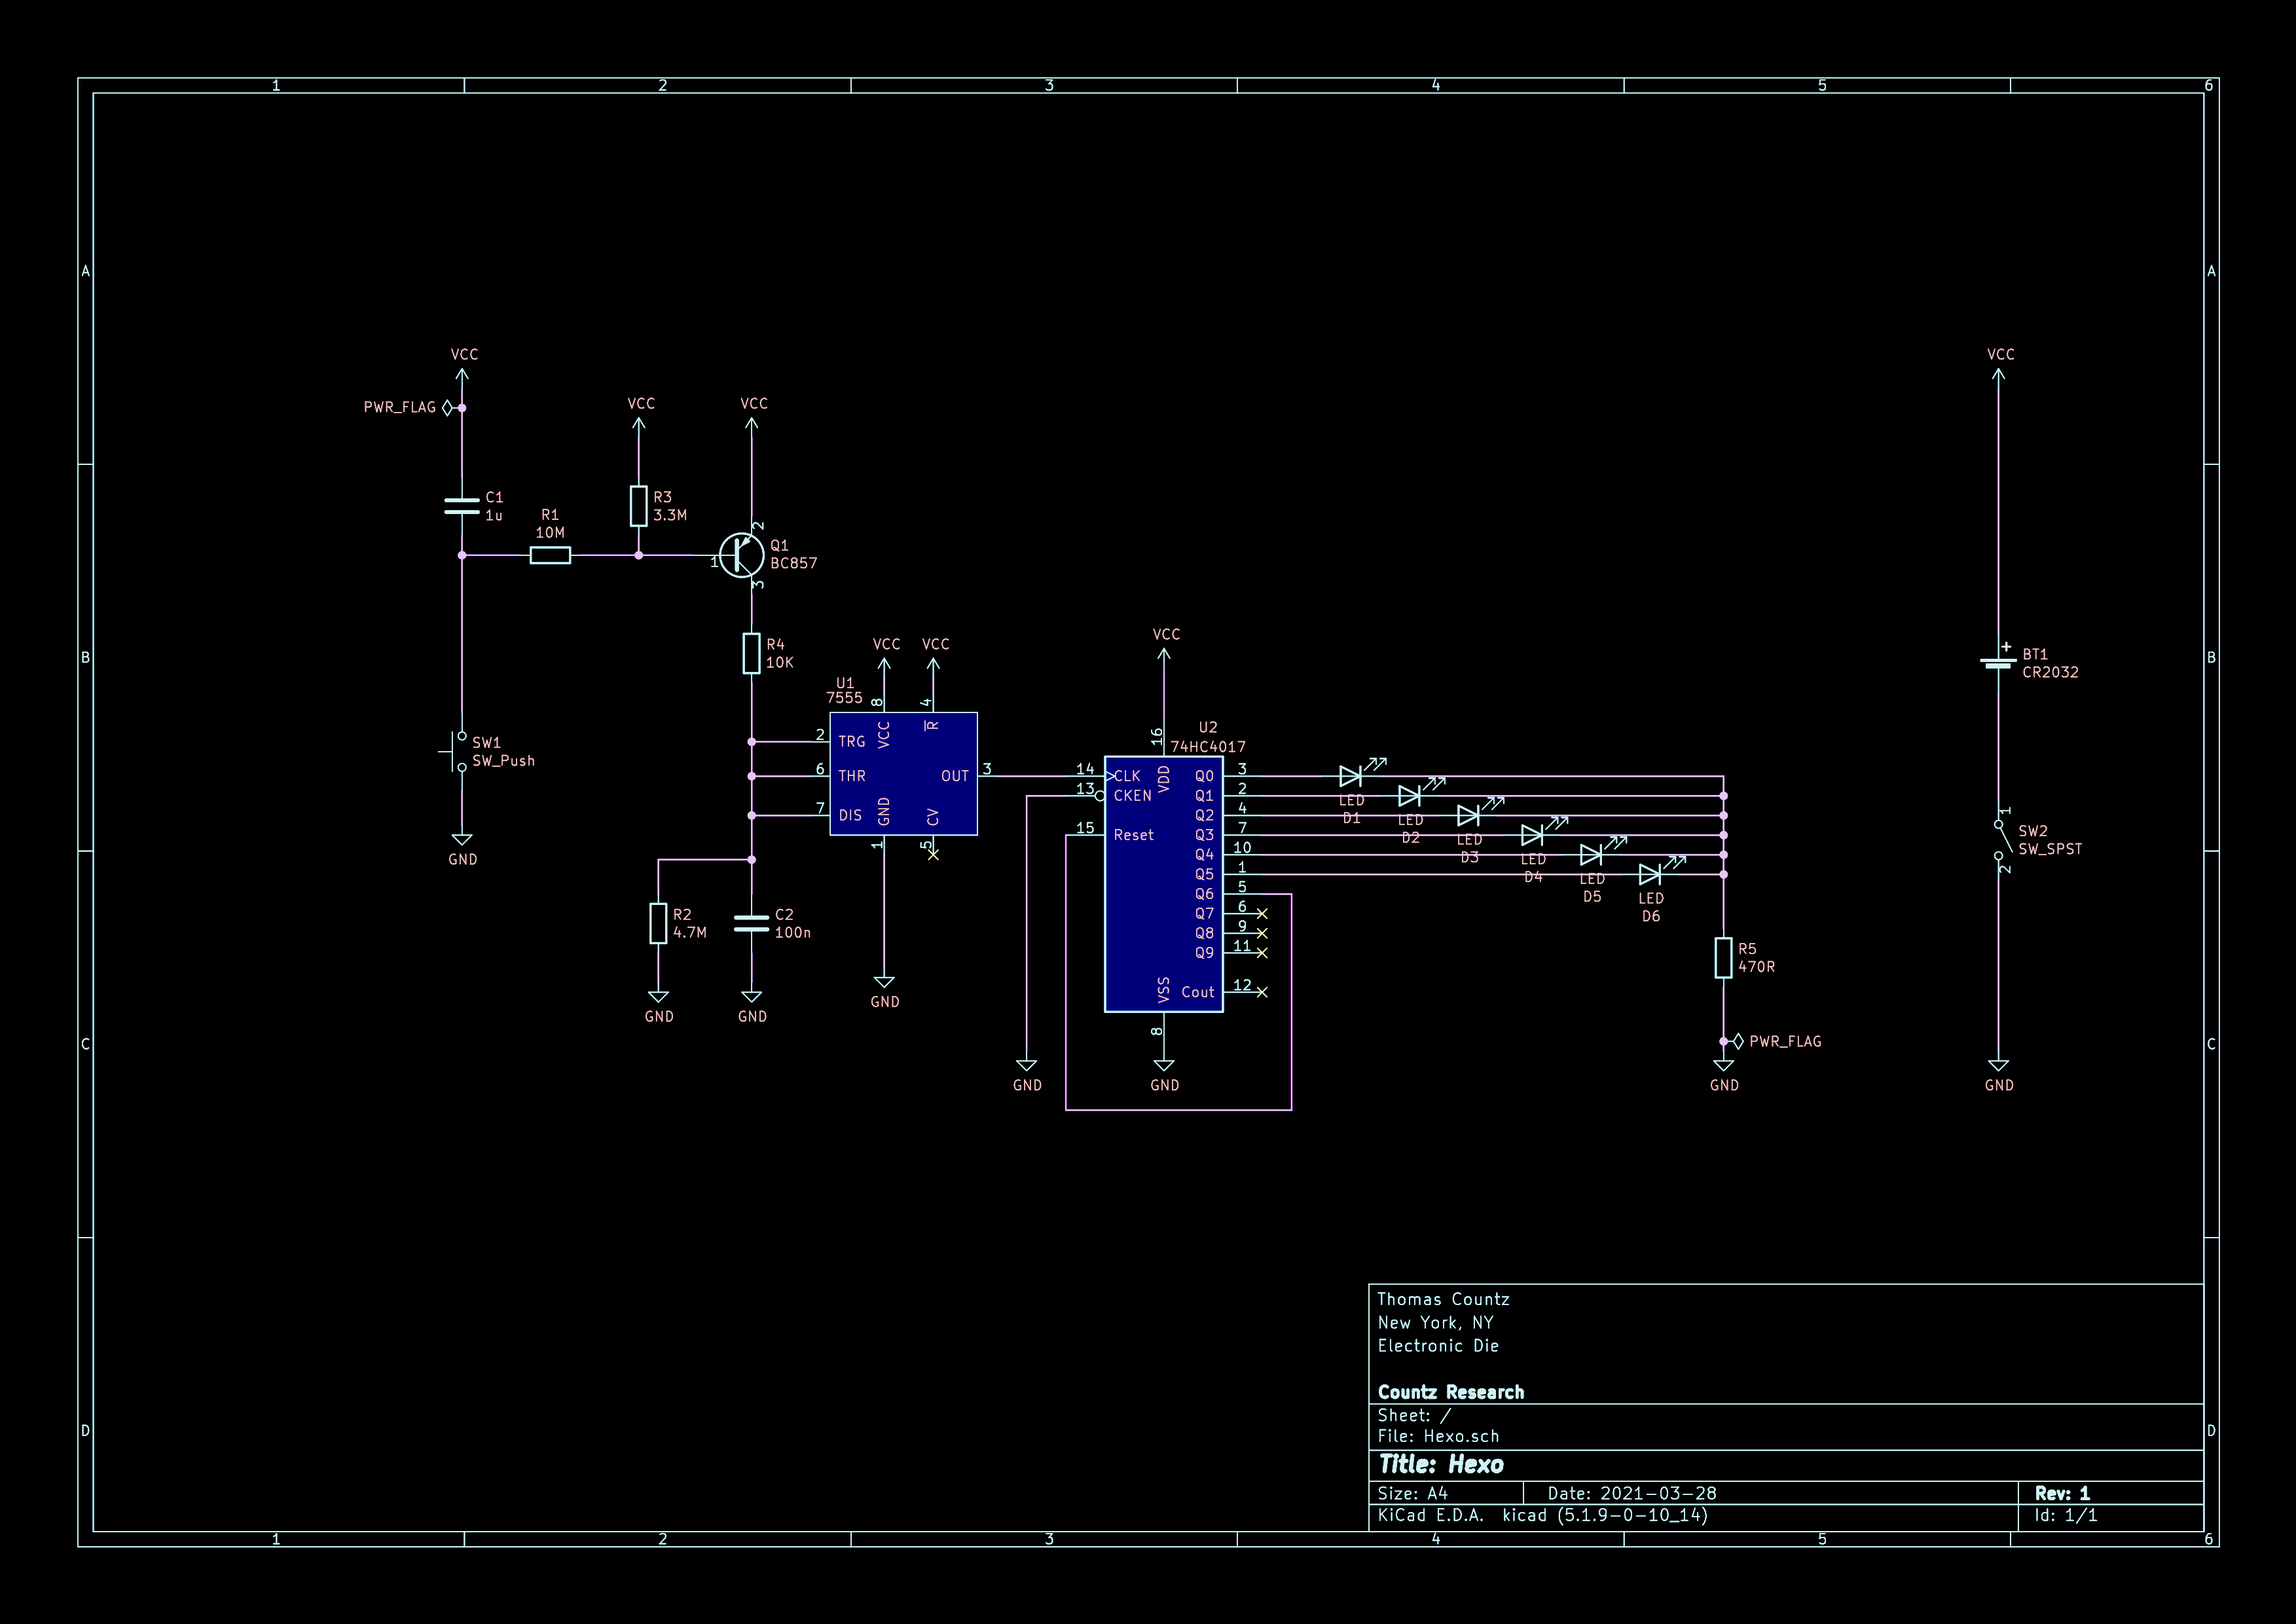 1 2 3 4 5 6
A A
VCC VCC
PWR_FLAG VCC VCC
C1
1u
R1
10M
R3
3.3M
2
1
3
Q1
BC857
R4
10K
VCC VCC VCC
B B
+
BT1
CR2032
U1
7555
8 4
2 TRG VCC R
6 THR OUT 3
7 DIS GND CV
1 5
SW1
SW_Push
GND
U2
74HC4017
16
14 CLK VDD Q0 3
13 CKEN Q1 2
Q2 4
15 Reset Q3 7
Q4 10
Q5 1
Q6 5
Q7 6
Q8 9
Q9 11
VSS Cout 12
8
LED
D1
LED
D2
LED
D3
LED
D4
LED
D5
LED
D6
1
SW2
SW_SPST
2
R2
4.7M
C2
100n
R5
470R
GND GND GND
C C
PWR_FLAG
GND GND GND GND
Thomas Countz
New York, NY
Electronic Die
Countz Research
Sheet: /
D D
File: Hexo.sch
Title: Hexo
Size: A4 Date: 2021-03-28 Rev: 1
KiCad E.D.A. kicad (5.1.9-0-10_14) Id: 1/1
1 2 3 4 5 6